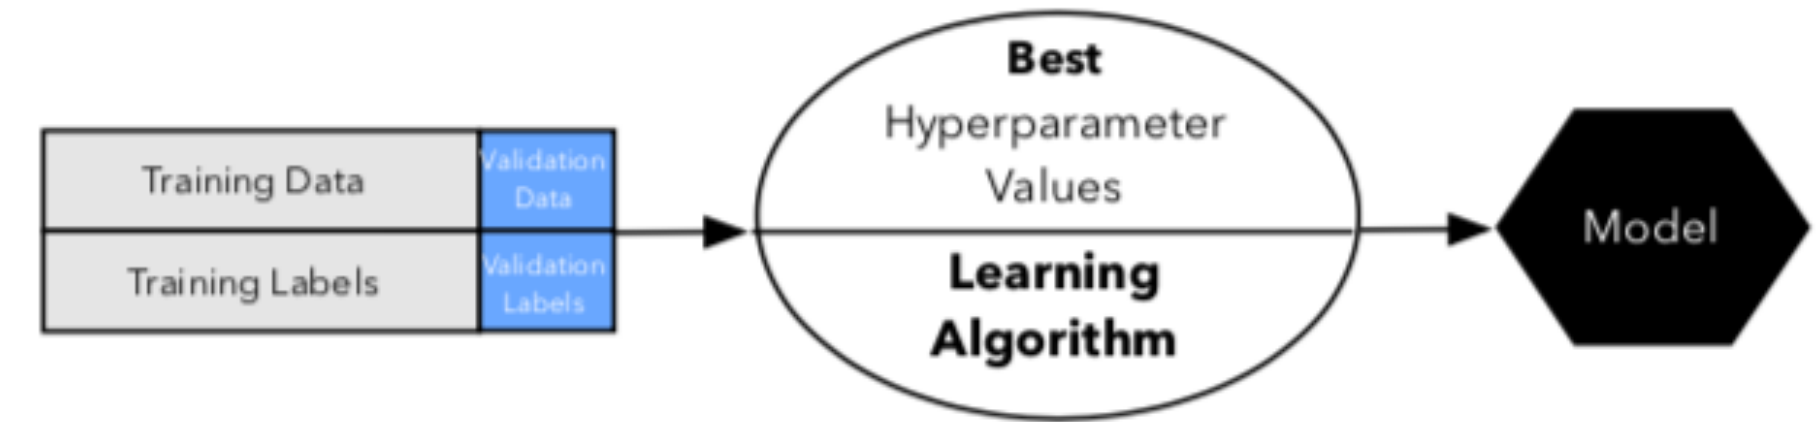 Training Data
Validation
Data
Training Labels
Validation
Labels
Best
Hyperparameter
Values
Learning
Algorithm
Model